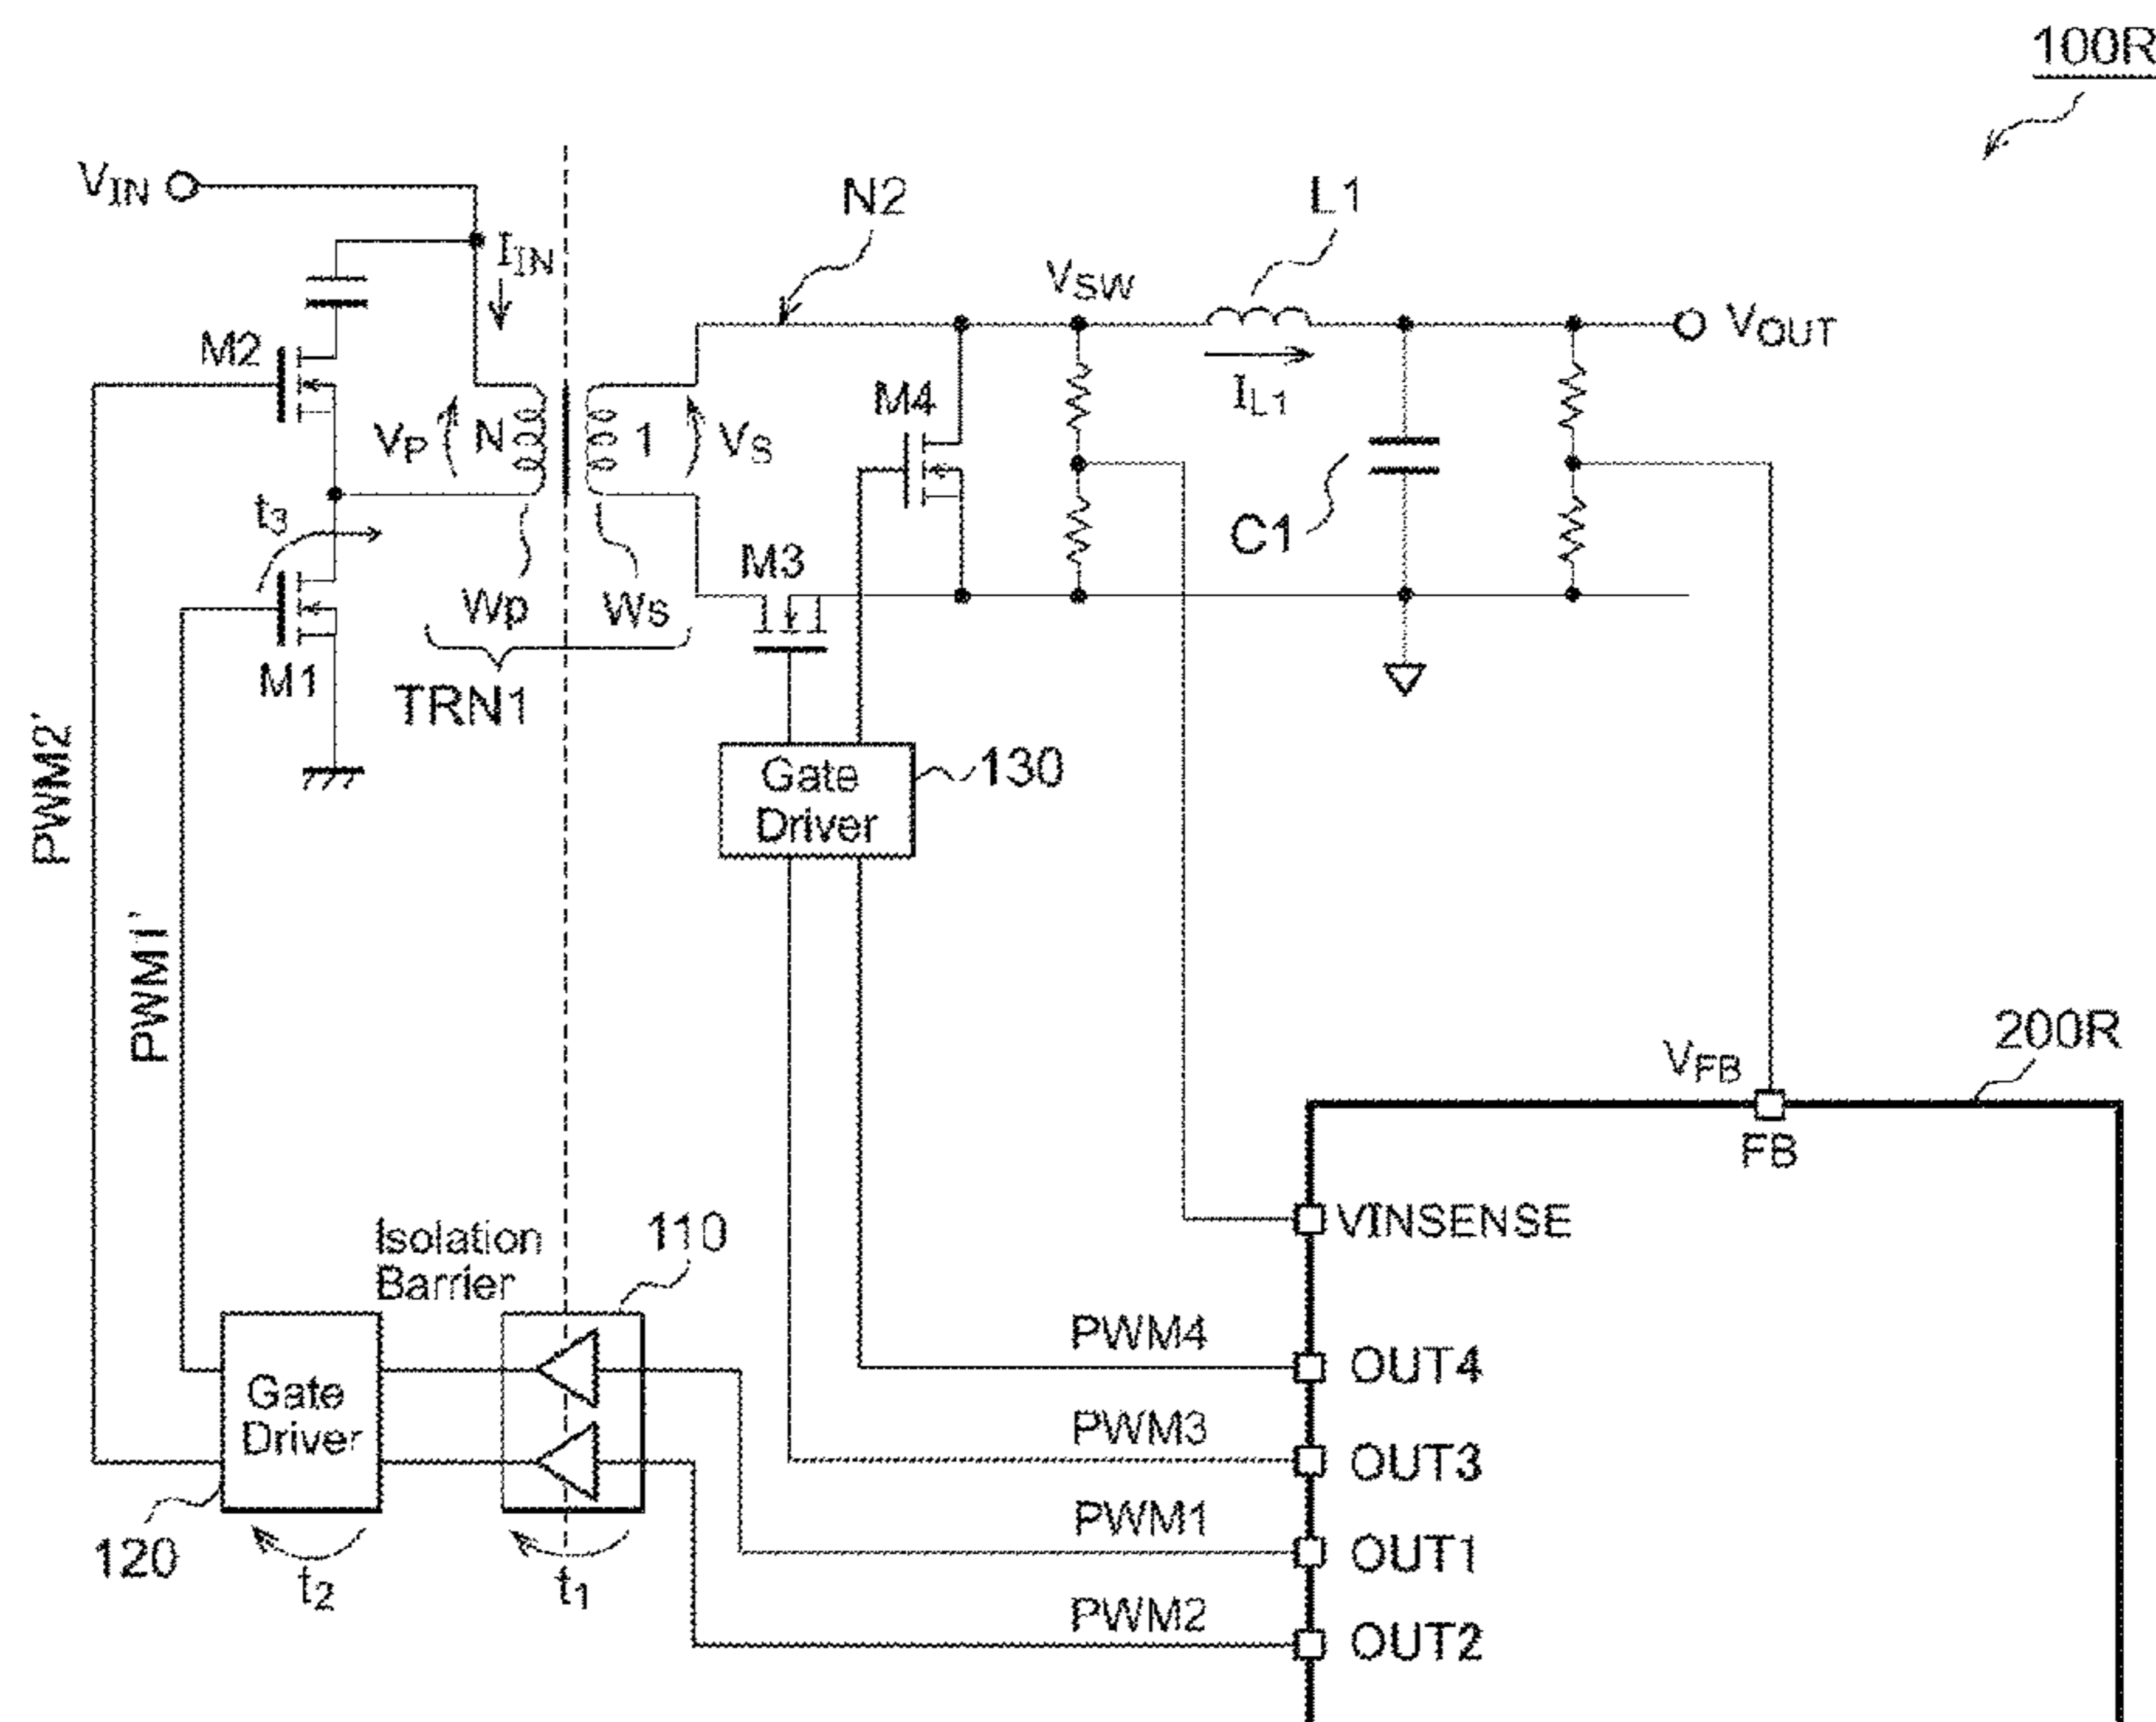 100R
VIN
IIN
N2
L1
VSW
VOUT
M2
M4
IL1
VP
N
1
VS
t3
C1
M3
Wp
Ws
M1
TRN1
Gate
Driver
130
PWM2'
PWM1'
200R
VFB
FB
VINSENSE
Isolation
Barrier
110
PWM4
OUT4
Gate
Driver
PWM3
OUT3
PWM1
OUT1
120
t2
t1
PWM2
OUT2